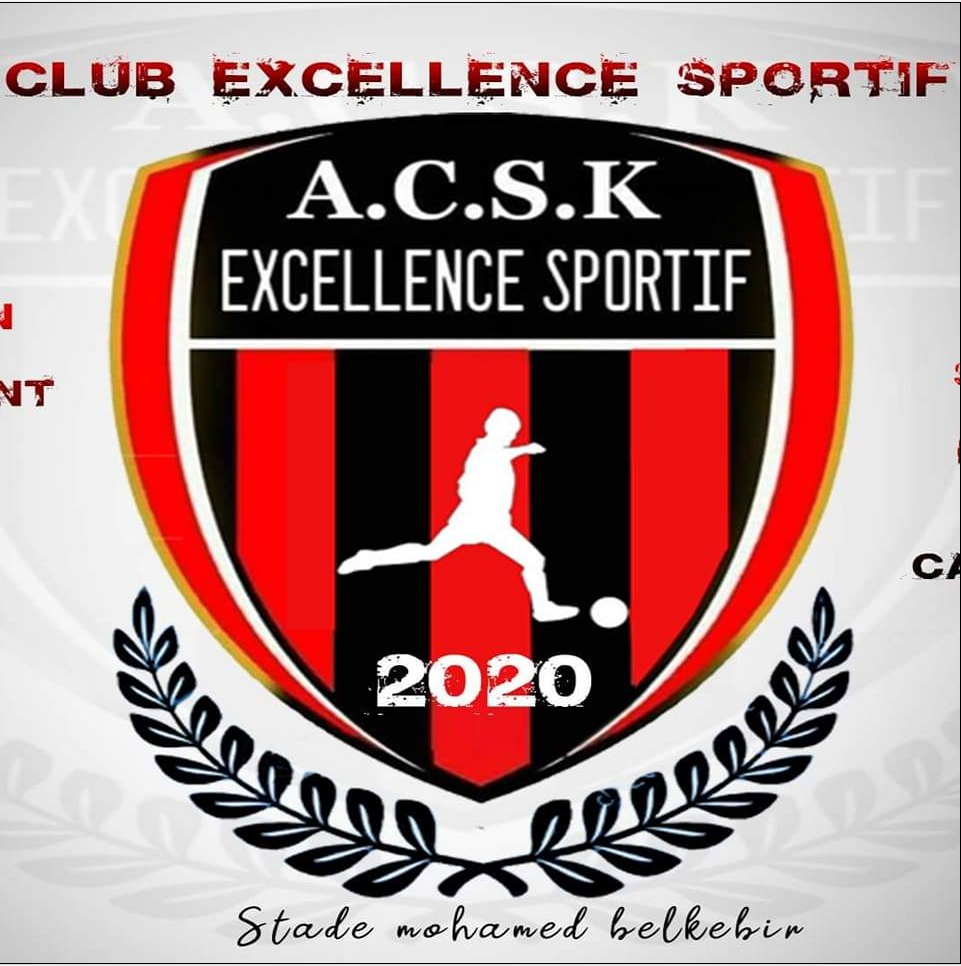 CLUB EXCELLENCE SPORTIF
A.C.S.K
EXCELLENCE SPORTIF
2020
Stade mohamed belkebir